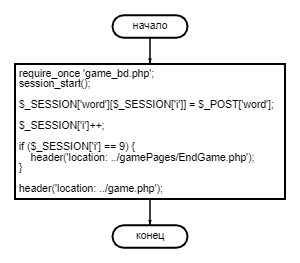 начало
require_once 'game_bd.php';
session_start();
$_SESSION['word'][$_SESSION['i']] = $_POST['word'];
$_SESSION['i']++;
if ($_SESSION['i'] == 9) {
header('location: ../gamePages/EndGame.php');
}
header('location: ../game.php');
конец